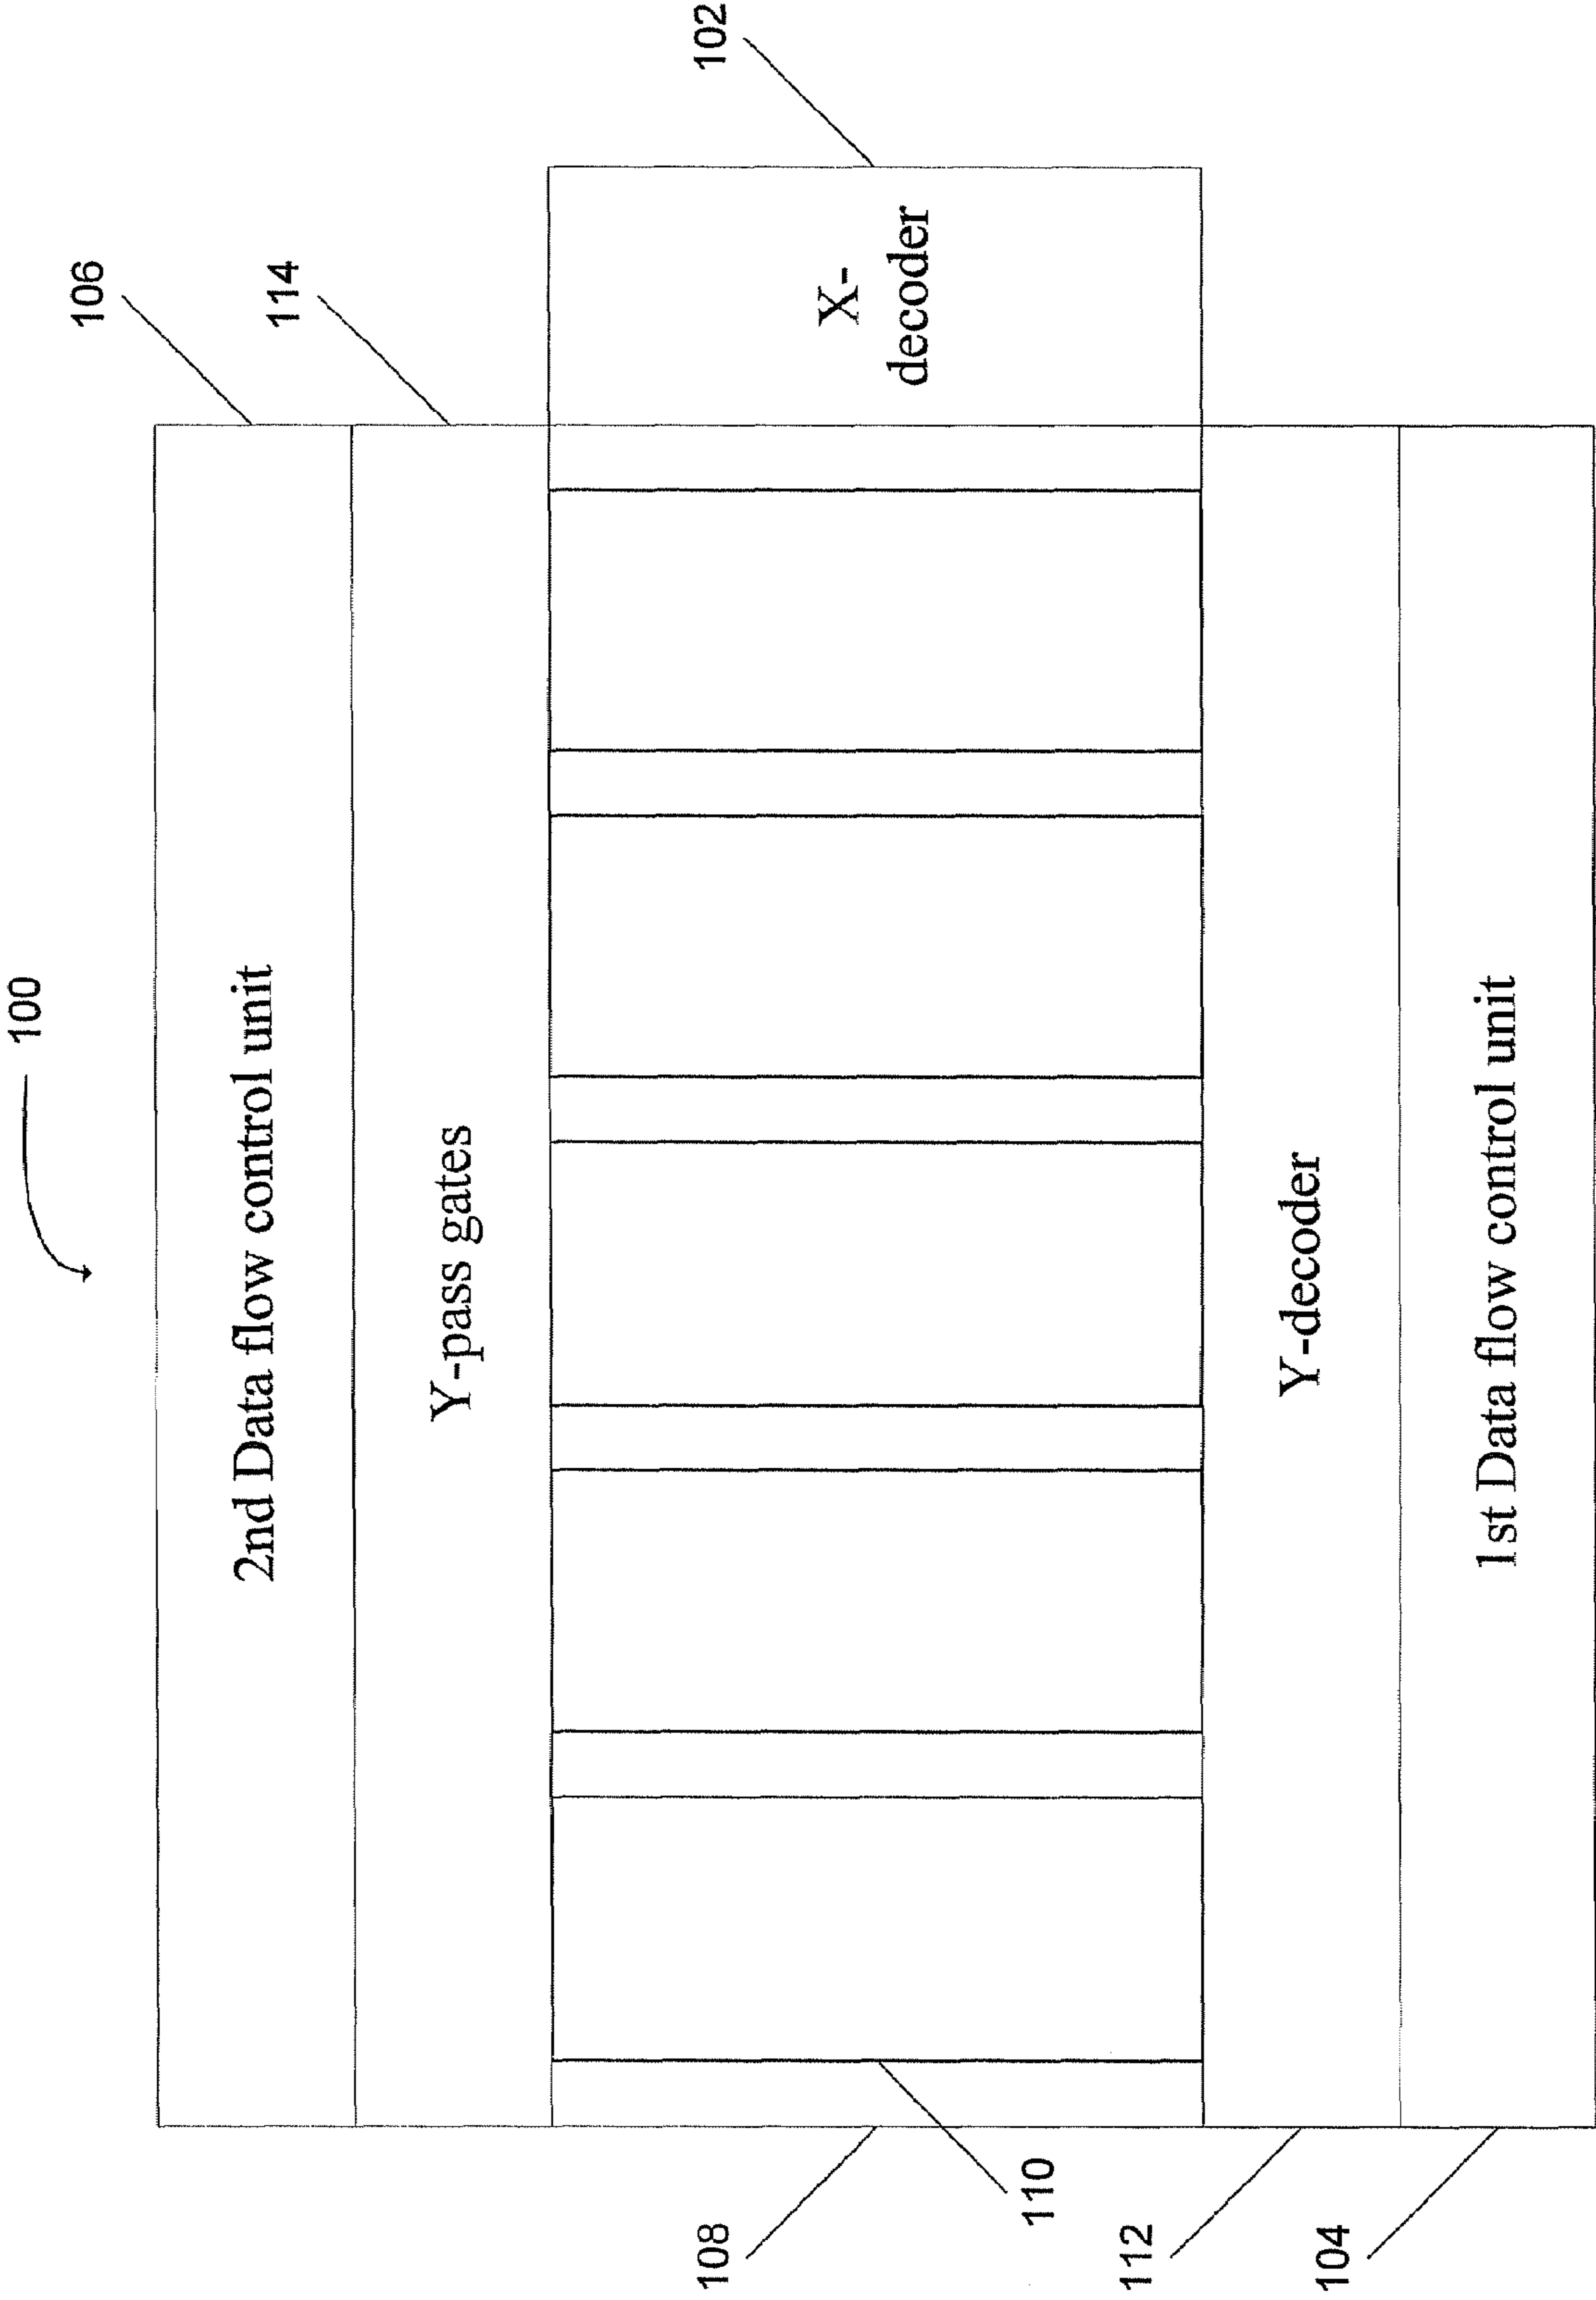 100
106
114
102
2nd Data flow control unit
Y-pass gates
X-
decoder
Y-decoder
1st Data flow control unit
108
110
112
104